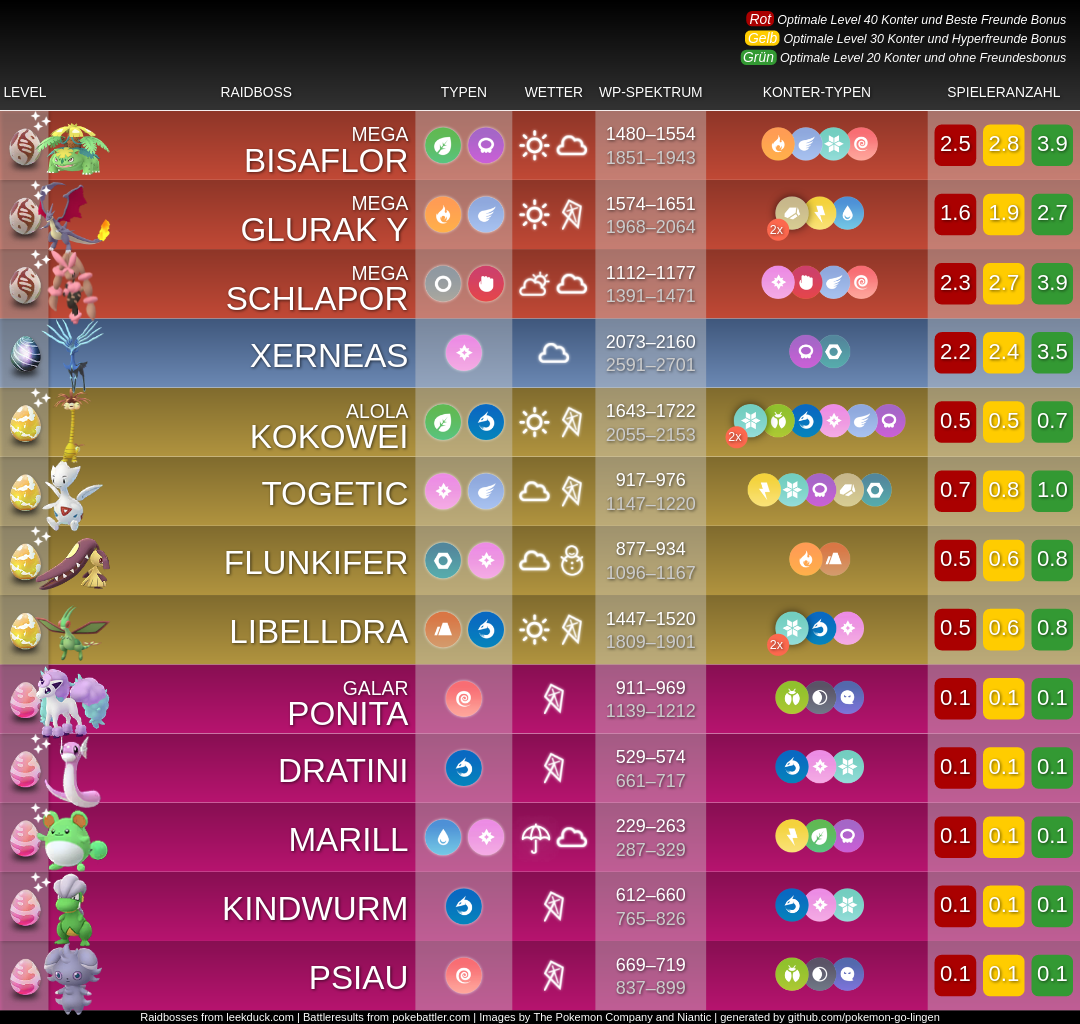 Rot Optimale Level 40 Konter und Beste Freunde Bonus
Gelb Optimale Level 30 Konter und Hyperfreunde Bonus
Grün Optimale Level 20 Konter und ohne Freundesbonus
LEVEL RAIDBOSS TYPEN WETTER WP-SPEKTRUM KONTER-TYPEN SPIELERANZAHL
MEGA
BISAFLOR
1480–1554
1851–1943
2.5 2.8 3.9
MEGA
GLURAK Y
1574–1651
1968–2064
2x
1.6 1.9 2.7
MEGA
SCHLAPOR
1112–1177
1391–1471
2.3 2.7 3.9
XERNEAS
2073–2160
2591–2701
2.2 2.4 3.5
ALOLA
KOKOWEI
1643–1722
2055–2153
2x
0.5 0.5 0.7
TOGETIC
917–976
1147–1220
0.7 0.8 1.0
FLUNKIFER
877–934
1096–1167
0.5 0.6 0.8
LIBELLDRA
1447–1520
1809–1901
2x
0.5 0.6 0.8
GALAR
PONITA
911–969
1139–1212
0.1 0.1 0.1
DRATINI
529–574
661–717
0.1 0.1 0.1
MARILL
229–263
287–329
0.1 0.1 0.1
KINDWURM
612–660
765–826
0.1 0.1 0.1
PSIAU
669–719
837–899
0.1 0.1 0.1
Raidbosses from leekduck.com | Battleresults from pokebattler.com | Images by The Pokemon Company and Niantic | generated by github.com/pokemon-go-lingen